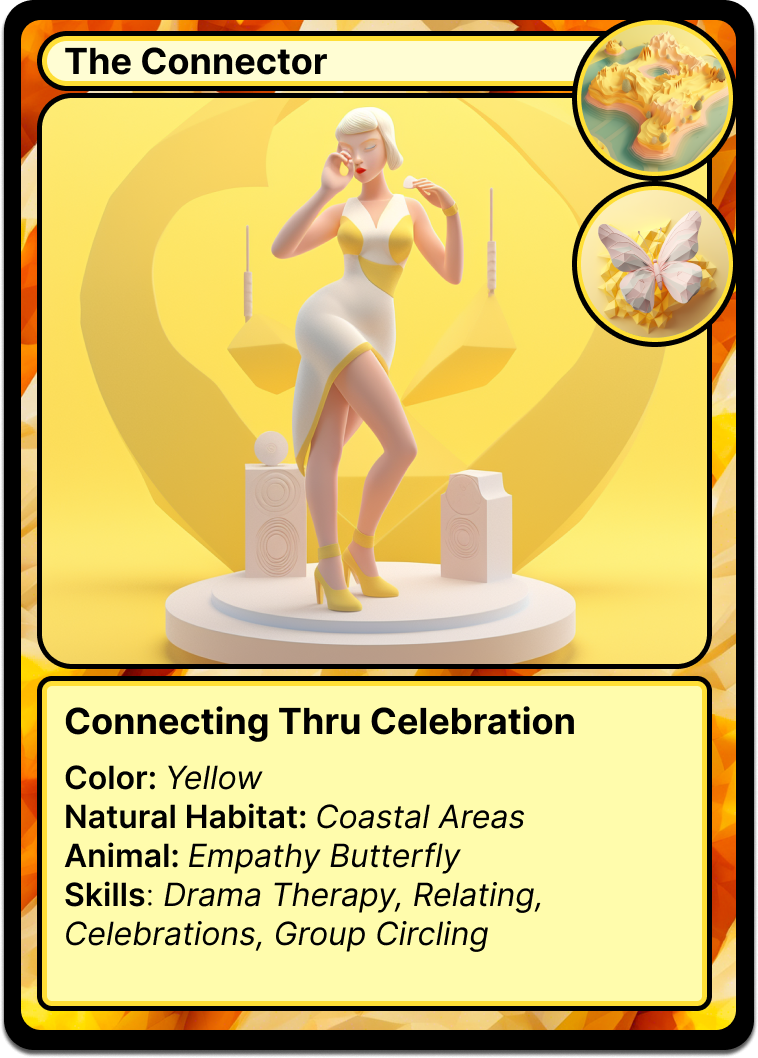 The Connector
Connecting Thru Celebration
Color: Yellow
Natural Habitat: Coastal Areas
Animal: Empathy Butterfly
Skills: Drama Therapy, Relating,
Celebrations, Group Circling